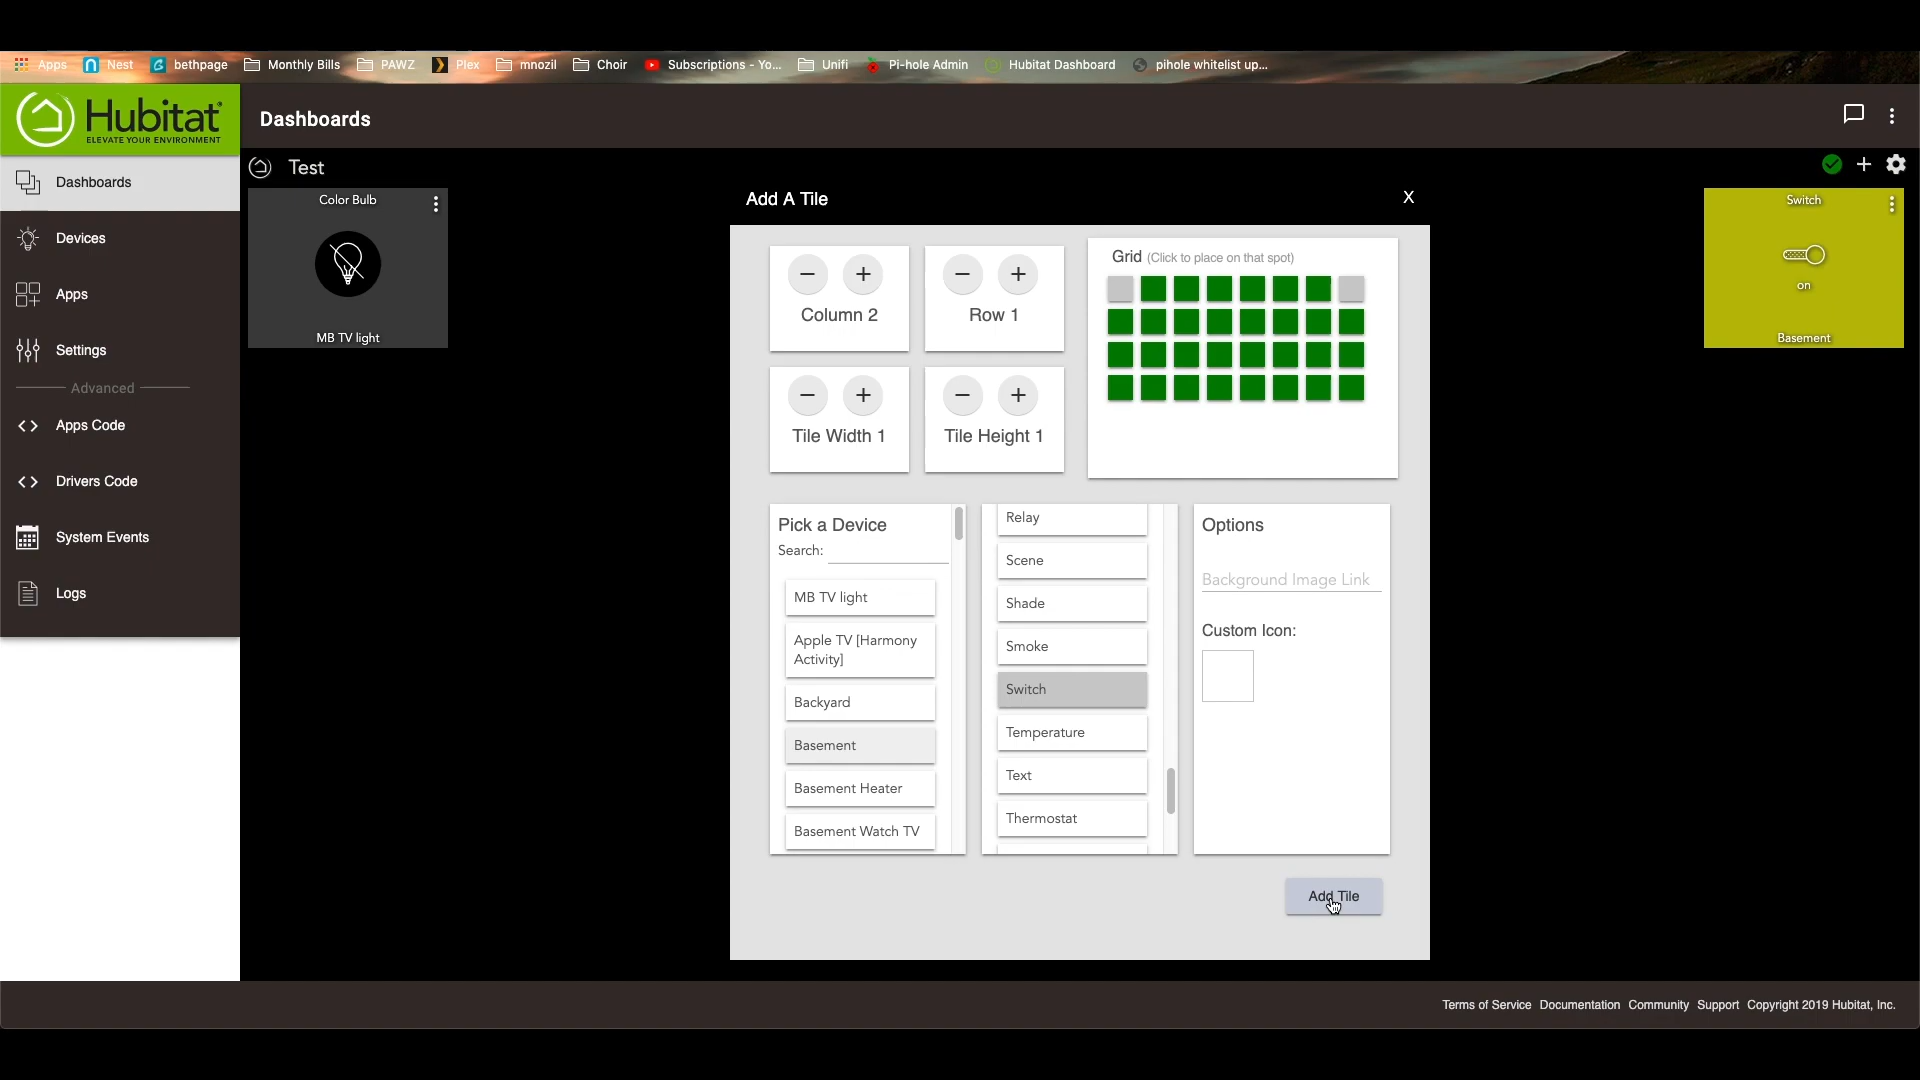 Apps Nest bethpage Monthly Bills PAWZ Plex mnozil Choir Subscriptions - Yo... Unifi Pi-hole Admin Hubitat Dashboard pihole whitelist up...
Hubitat®
ELEVATE YOUR ENVIRONMENT
Dashboards
Dashboards
Devices
Apps
Settings
Advanced
Apps Code
Drivers Code
System Events
Logs
Test
Color Bulb
MB TV light
Switch
on
Basement
Add A Tile
X
Column 2
Row 1
Tile Width 1
Tile Height 1
Grid (Click to place on that spot)
Pick a Device
Search:
MB TV light
Apple TV [Harmony
Activity]
Backyard
Basement
Basement Heater
Basement Watch TV
Relay
Scene
Shade
Smoke
Switch
Temperature
Text
Thermostat
Options
Background Image Link
Custom Icon:
Add Tile
Terms of Service Documentation Community Support Copyright 2019 Hubitat, Inc.